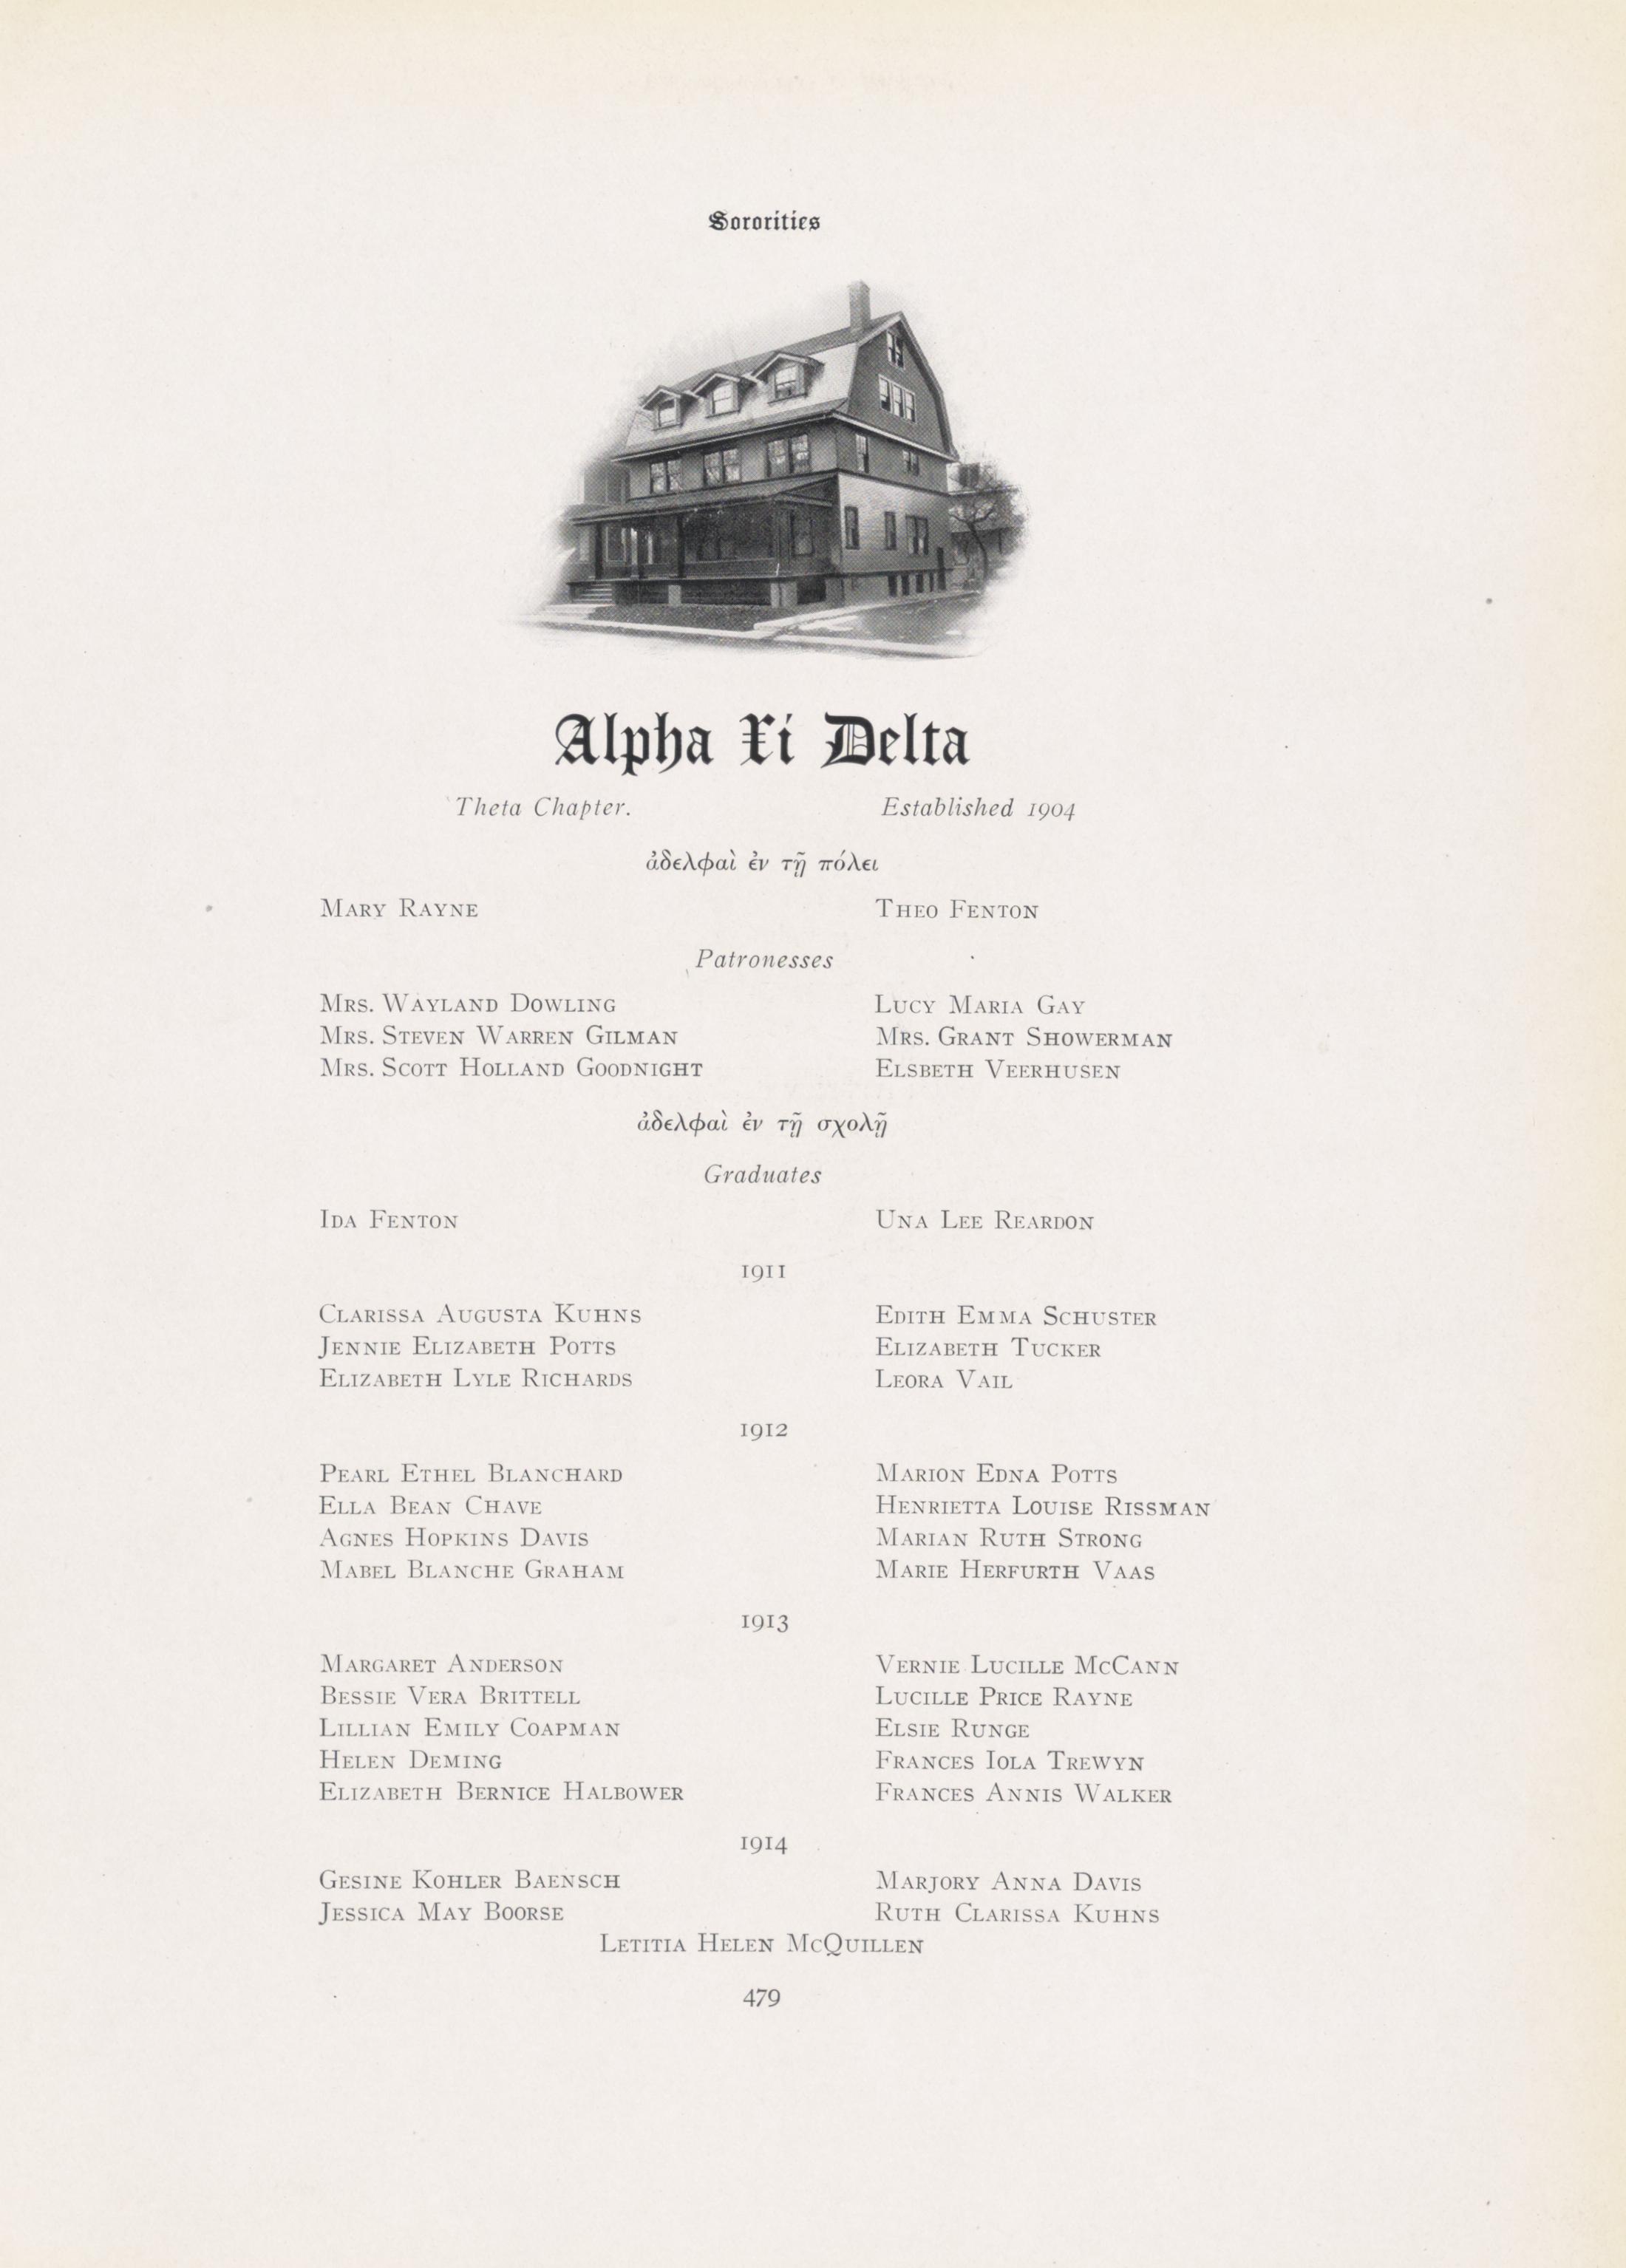 Sororities
Alpha Xi Delta
Theta Chapter. Established 1904
ἀδελφαὶ ἐν τῇ πόλει
MARY RAYNE THEO FENTON
Patronesses
MRS. WAYLAND DOWLING LUCY MARIA GAY
MRS. STEVEN WARREN GILMAN MRS. GRANT SHOWERMAN
MRS. SCOTT HOLLAND GOODNIGHT ELSBETH VEERHUSEN
ἀδελφαὶ ἐν τῇ σχολῇ
Graduates
IDA FENTON UNA LEE REARDON
1911
CLARISSA AUGUSTA KUHNS EDITH EMMA SCHUSTER
JENNIE ELIZABETH POTTS ELIZABETH TUCKER
ELIZABETH LYLE RICHARDS LEORA VAIL
1912
PEARL ETHEL BLANCHARD MARION EDNA POTTS
ELLA BEAN CHAVE HENRIETTA LOUISE RISSMAN
AGNES HOPKINS DAVIS MARIAN RUTH STRONG
MABEL BLANCHE GRAHAM MARIE HERFURTH VAAS
1913
MARGARET ANDERSON VERNIE LUCILLE MCCANN
BESSIE VERA BRITTELL LUCILLE PRICE RAYNE
LILLIAN EMILY COAPMAN ELSIE RUNGE
HELEN DEMING FRANCES IOLA TREWYN
ELIZABETH BERNICE HALBOWER FRANCES ANNIS WALKER
1914
GESINE KOHLER BAENSCH MARJORY ANNA DAVIS
JESSICA MAY BOORSE RUTH CLARISSA KUHNS
LETITIA HELEN MCQUILLEN
479